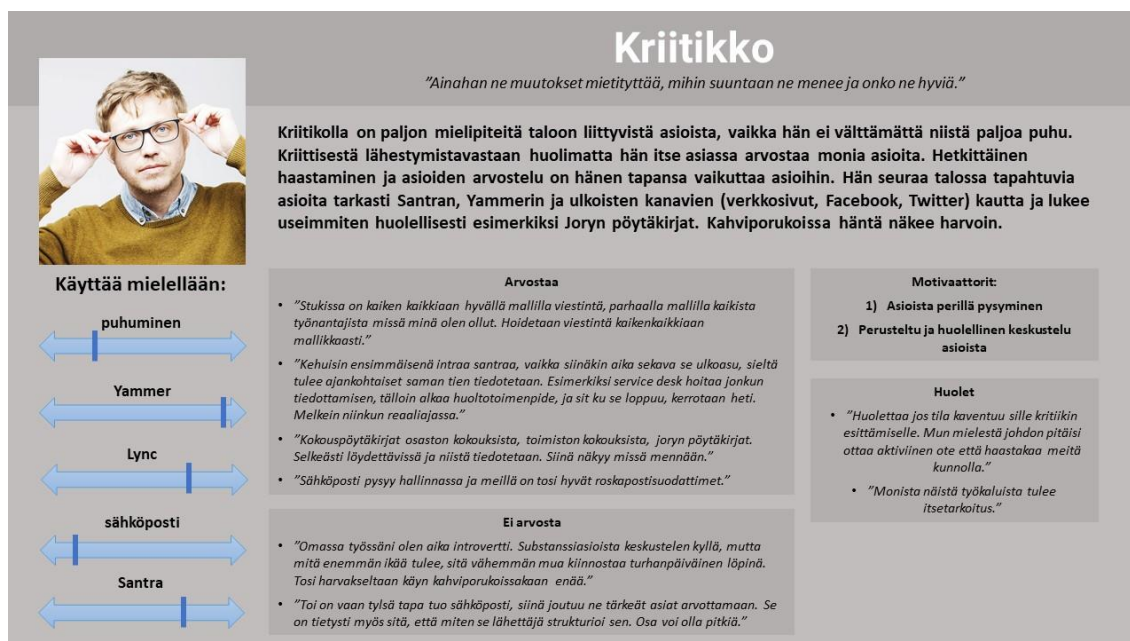 Kriitikko
"Ainahan ne muutokset mietityttää, mihin suuntaan ne menee ja onko ne hyviä."
Kriitikolla on paljon mielipiteitä taloon liittyvistä asioista, vaikka hän ei välttämättä niistä paljoa puhu.
Kriittisestä lähestymistavastaan huolimatta hän itse asiassa arvostaa monia asioita. Hetkittäinen
haastaminen ja asioiden arvostelu on hänen tapansa vaikuttaa asioihin. Hän seuraa talossa tapahtuvia
asioita tarkasti Santran, Yammerin ja ulkoisten kanavien (verkkosivut, Facebook, Twitter) kautta ja lukee
useimmiten huolellisesti esimerkiksi Joryn pöytäkirjat. Kahviporukoissa häntä näkee harvoin.
Käyttää mielellään:
puhuminen
Yammer
Lync
sähköposti
Santra
Arvostaa
• "Stukissa on kaiken kaikkiaan hyvällä mallilla viestintä, parhaalla mallilla kaikista
työnantajista missä minä olen ollut. Hoidetaan viestintä kaikenkaikkiaan
mallikkaasti."
• "Kehuisin ensimmäisenä intraa santraa, vaikka siinäkin aika sekava se ulkoasu, sieltä
tulee ajankohtaiset saman tien tiedotetaan. Esimerkiksi service desk hoitaa jonkun
tiedottamisen, tällöin alkaa huoltotoimenpide, ja sit ku se loppuu, kerrotaan heti.
Melkein niinkun reaaliajassa."
• "Kokouspöytäkirjat osaston kokouksista, toimiston kokouksista, joryn pöytäkirjat.
Selkeästi löydettävissä ja niistä tiedotetaan. Siinä näkyy missä mennään."
• "Sähköposti pysyy hallinnassa ja meillä on tosi hyvät roskapostisuodattimet."
Ei arvosta
• "Omassa työssäni olen aika introvertti. Substanssiasioista keskustelen kyllä, mutta
mitä enemmän ikää tulee, sitä vähemmän mua kiinnostaa turhanpäiväinen löpinä.
Tosi harvakseltaan käyn kahviporukoissakaan enää."
• "Toi on vaan tylsä tapa tuo sähköposti, siinä joutuu ne tärkeät asiat arvottamaan. Se
on tietysti myös sitä, että miten se lähettäjä strukturioi sen. Osa voi olla pitkiä."
Motivaattorit:
1) Asioista perillä pysyminen
2) Perusteltu ja huolellinen keskustelu
asioista
Huolet
• "Huolettaa jos tila kaventuu sille kritiikin
esittämiselle. Mun mielestä johdon pitäisi
ottaa aktiivinen ote että haastakaa meitä
kunnolla."
• "Monista näistä työkaluista tulee
itsetarkoitus."